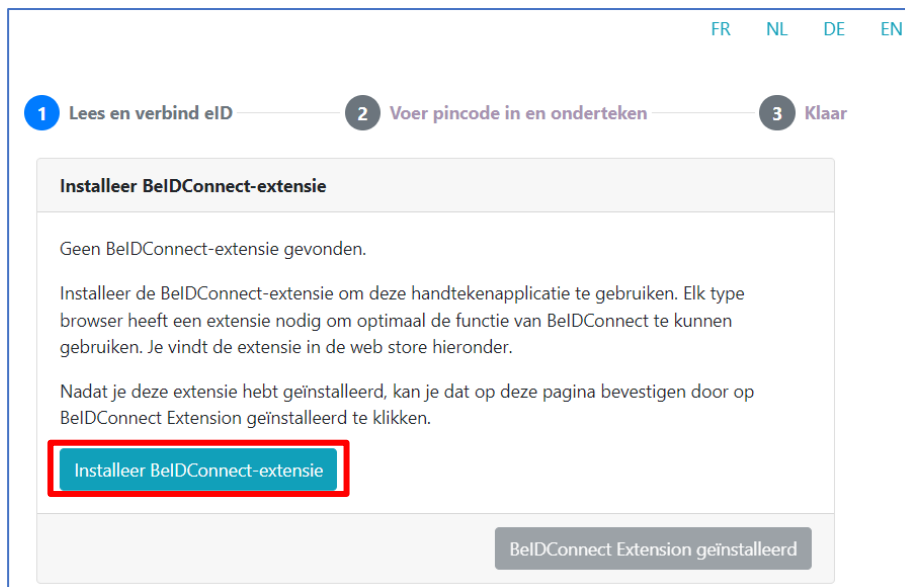 FR NL DE EN
1 Lees en verbind eID 2 Voer pincode in en onderteken 3 Klaar
Installeer BeIDConnect-extensie
Geen BeIDConnect-extensie gevonden.
Installeer de BeIDConnect-extensie om deze handtekenapplicatie te gebruiken. Elk type
browser heeft een extensie nodig om optimaal de functie van BeIDConnect te kunnen
gebruiken. Je vindt de extensie in de web store hieronder.
Nadat je deze extensie hebt geïnstalleerd, kan je dat op deze pagina bevestigen door op
BeIDConnect Extension geïnstalleerd te klikken.
Installeer BeIDConnect-extensie
BeIDConnect Extension geïnstalleerd